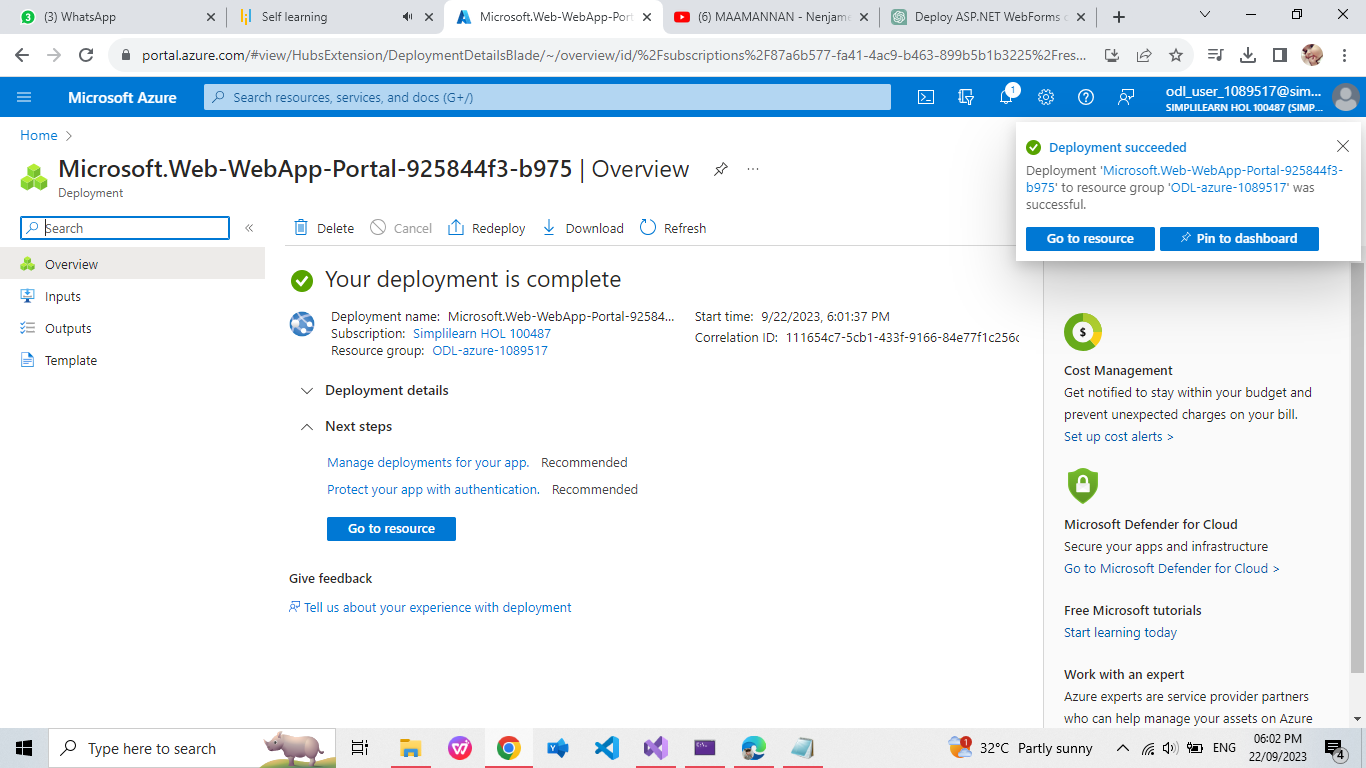 (3) WhatsApp
Self learning
Microsoft.Web-WebApp-Port
(6) MAAMANNAN - Nenjame
Deploy ASP.NET WebForms o
portal.azure.com/#view/HubsExtension/DeploymentDetailsBlade/~/overview/id/%2Fsubscriptions%2F87a6b577-fa41-4ac9-b463-899b5b1b3225%2Fres...
Microsoft Azure
Search resources, services, and docs (G+/)
1
odl_user_1089517@sim...
SIMPLILEARN HOL 100487 (SIMP...
Home
Microsoft.Web-WebApp-Portal-925844f3-b975 | Overview
Deployment
Deployment succeeded
Deployment 'Microsoft.Web-WebApp-Portal-925844f3-
b975' to resource group 'ODL-azure-1089517' was
successful.
Go to resource
Pin to dashboard
Search
Delete
Cancel
Redeploy
Download
Refresh
Overview
Inputs
Outputs
Template
Your deployment is complete
Deployment name: Microsoft.Web-WebApp-Portal-92584...
Subscription: Simplilearn HOL 100487
Resource group: ODL-azure-1089517
Start time: 9/22/2023, 6:01:37 PM
Correlation ID: 111654c7-5cb1-433f-9166-84e77f1c256c
Deployment details
Next steps
Manage deployments for your app. Recommended
Protect your app with authentication. Recommended
Go to resource
Give feedback
Tell us about your experience with deployment
Cost Management
Get notified to stay within your budget and
prevent unexpected charges on your bill.
Set up cost alerts >
Microsoft Defender for Cloud
Secure your apps and infrastructure
Go to Microsoft Defender for Cloud >
Free Microsoft tutorials
Start learning today
Work with an expert
Azure experts are service provider partners
who can help manage your assets on Azure
Type here to search
1
32°C Partly sunny
ENG
06:02 PM
22/09/2023
4